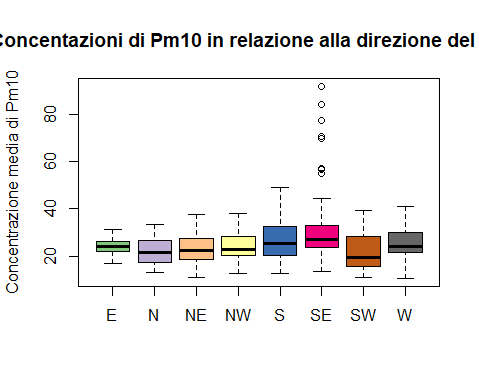 Concentazioni di Pm10 in relazione alla direzione del
Concentrazione media di Pm10
80
60
40
20
E N NE NW S SE SW W